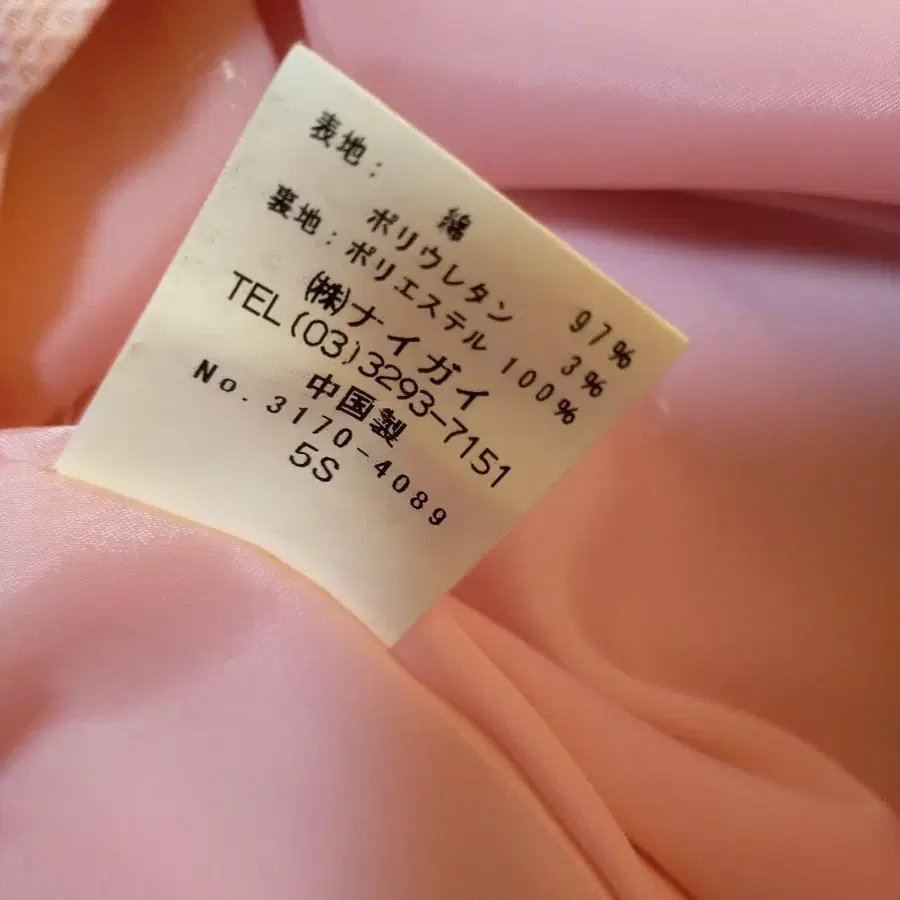 表地: 綿 97%
ポリウレタン 3%
裏地:ポリエステル 100%
(株)ナイガイ
TEL(03)3293-7151
中国製
No.3170-4089
5S